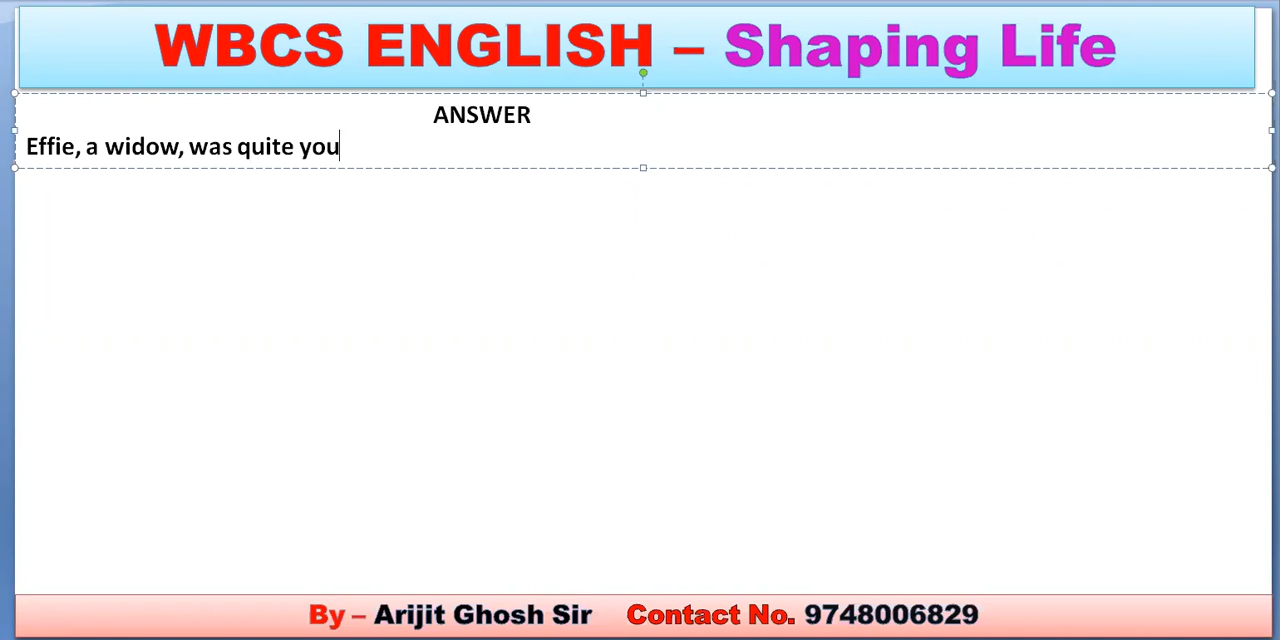 WBCS ENGLISH – Shaping Life
ANSWER
Effie, a widow, was quite you
By – Arijit Ghosh Sir Contact No. 9748006829